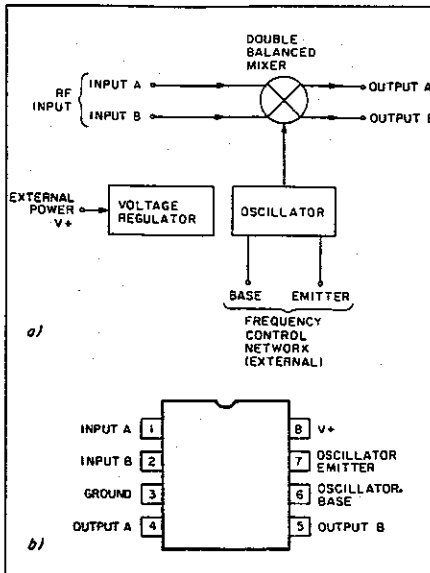 DOUBLE
BALANCED
MIXER
RF
INPUT
INPUT A
INPUT B
OUTPUT A
OUTPUT B
EXTERNAL
POWER
V+
VOLTAGE
REGULATOR
OSCILLATOR
BASE
EMITTER
FREQUENCY
CONTROL
NETWORK
(EXTERNAL)
a)
INPUT A 1
8 V+
INPUT B 2
7 OSCILLATOR
EMITTER
GROUND 3
6 OSCILLATOR
BASE
OUTPUT A 4
5 OUTPUT B
b)